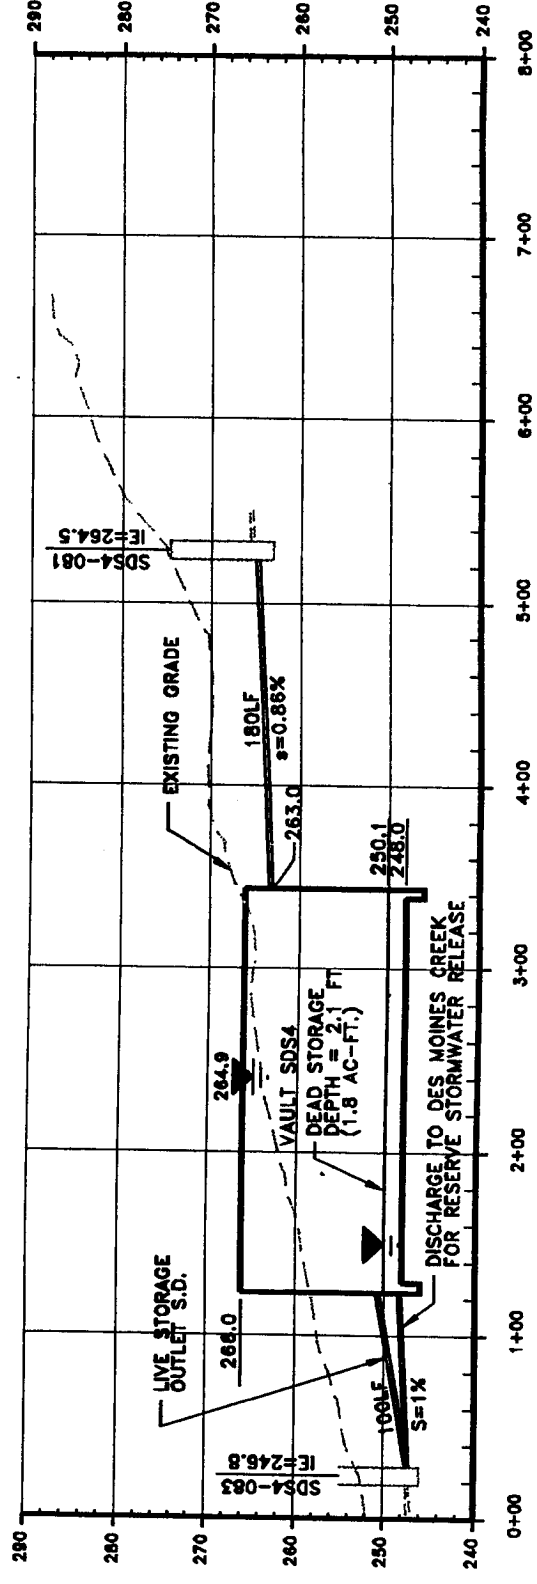 290
280
270
260
250
240
290
280
270
260
250
240
0+00
1+00
2+00
3+00
4+00
5+00
6+00
7+00
8+00
SDS4-083
IE=246.8
LIVE STORAGE
OUTLET S.D.
266.0
100LF
S=1%
264.9
VAULT SDS4
DEAD STORAGE
DEPTH = 2.1 FT
(1.8 AC-FT.)
DISCHARGE TO DES MOINES CREEK
FOR RESERVE STORMWATER RELEASE
EXISTING GRADE
263.0
250.1
248.0
180LF
s=0.86%
SDS4-081
IE=264.5